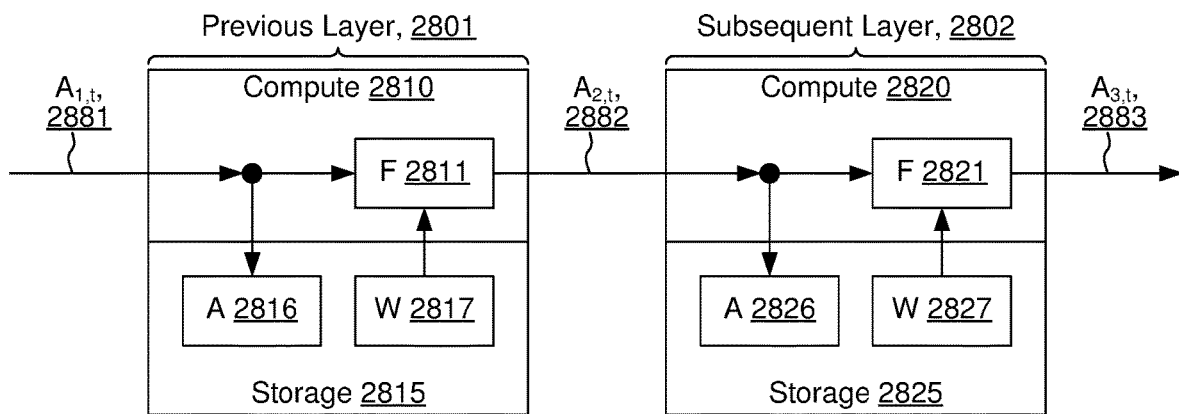 Previous Layer, 2801
Subsequent Layer, 2802
Compute 2810
Compute 2820
A1,t,
2881
A2,t,
2882
A3,t,
2883
F 2811
F 2821
A 2816
W 2817
A 2826
W 2827
Storage 2815
Storage 2825